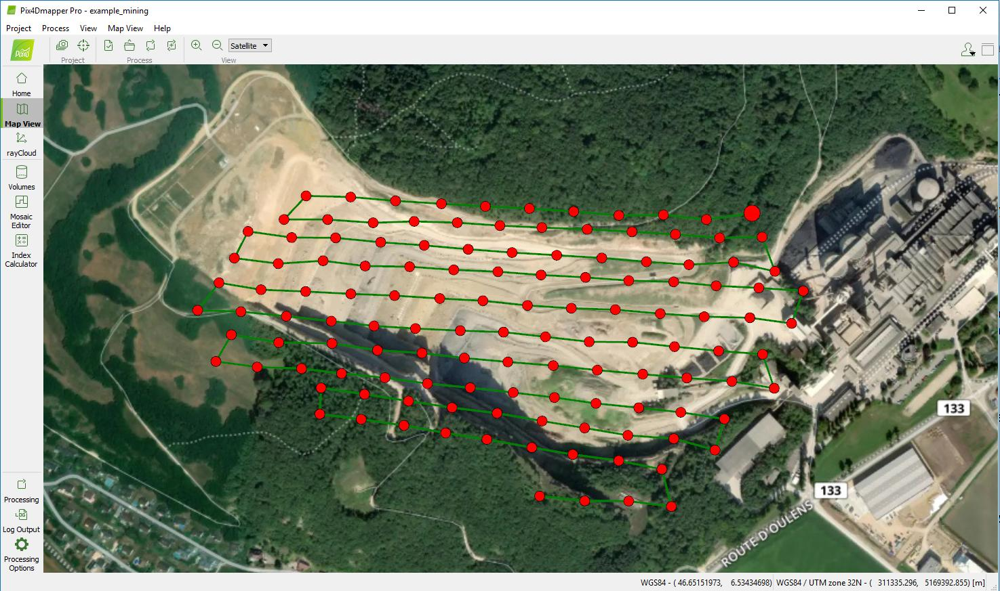 Pix4Dmapper Pro - example_mining
Project Process View Map View Help
PIX4D
Satellite
Project
Process
View
Home
Map View
rayCloud
Volumes
Mosaic
Editor
Index
Calculator
133
133
ROUTE D'OULENS
Processing
LOG
Log Output
Processing
Options
WGS84 - ( 46.65151973, 6.53434698) WGS84 / UTM zone 32N - ( 311335.296, 5169392.855) [m]